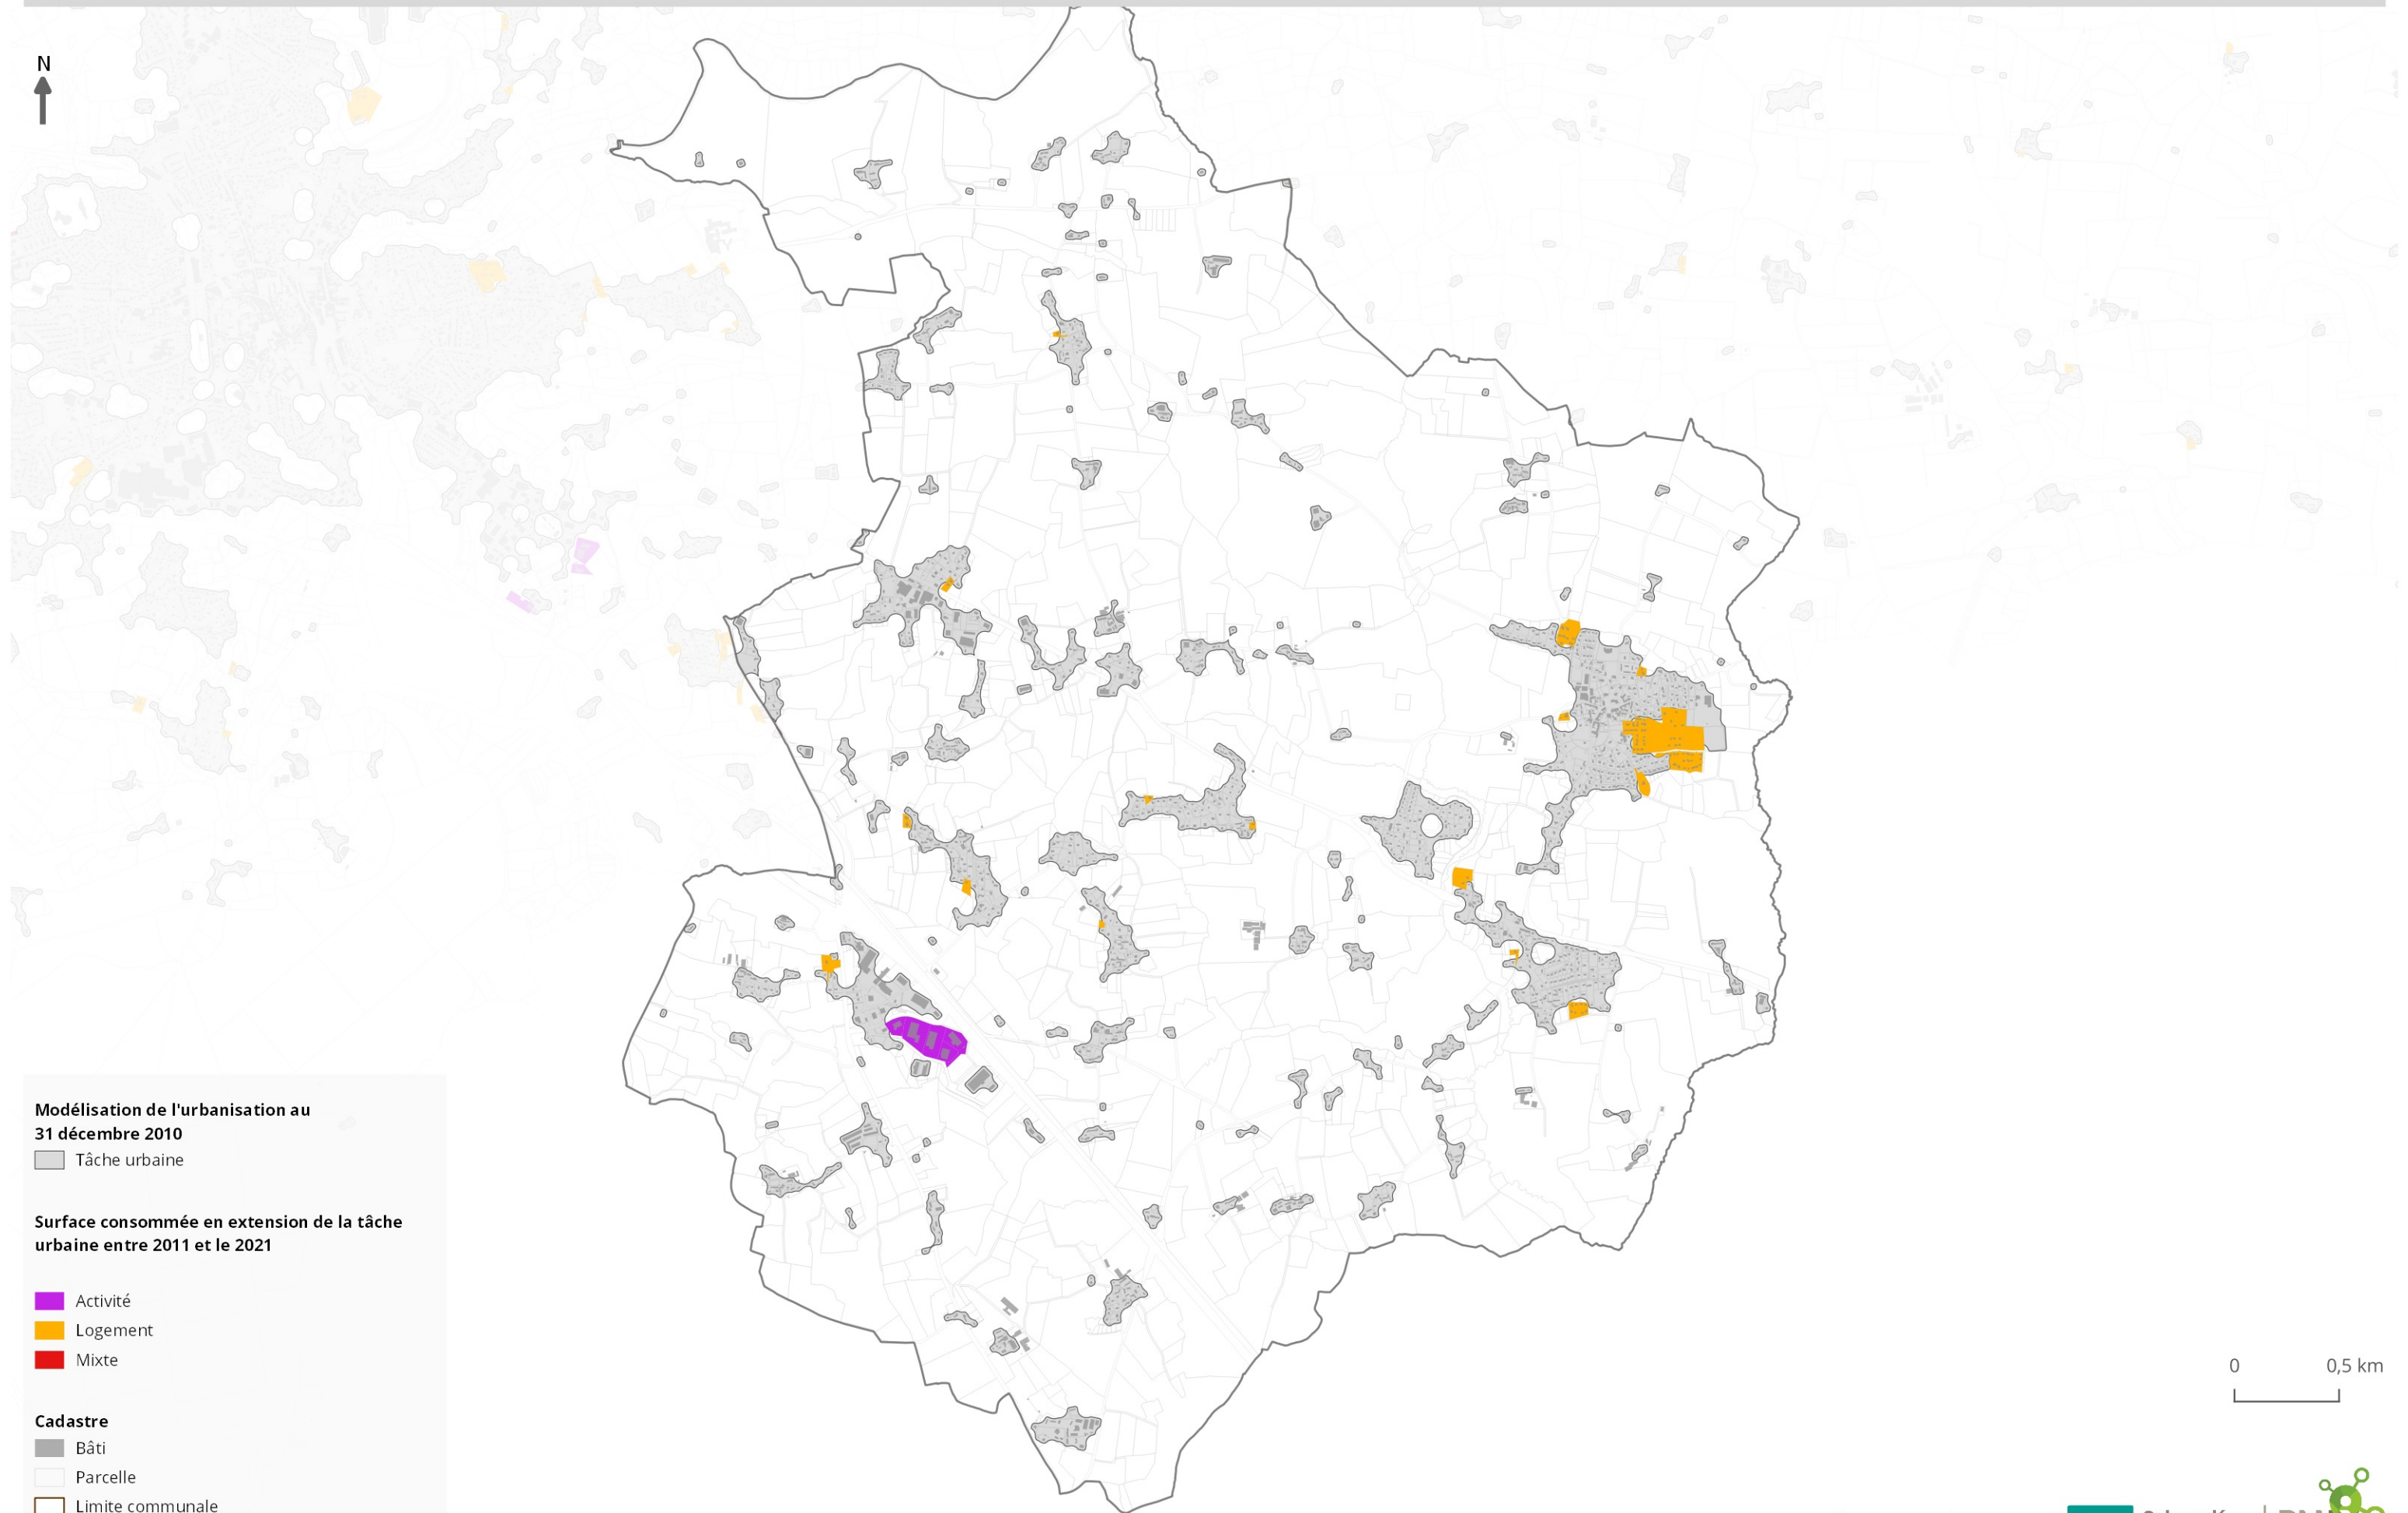 N
Modélisation de l'urbanisation au
31 décembre 2010
Tâche urbaine
Surface consommée en extension de la tâche
urbaine entre 2011 et le 2021
Activité
Logement
Mixte
Cadastre
Bâti
Parcelle
Limite communale
0 0,5 km